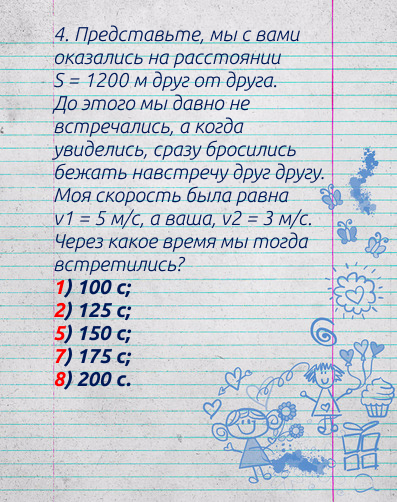 4. Представьте, мы с вами
оказались на расстоянии
S = 1200 м друг от друга.
До этого мы давно не
встречались, а когда
увиделись, сразу бросились
бежать навстречу друг другу.
Моя скорость была равна
v1 = 5 м/с, а ваша, v2 = 3 м/с.
Через какое время мы тогда
встретились?
1) 100 с;
2) 125 с;
5) 150 с;
7) 175 с;
8) 200 с.